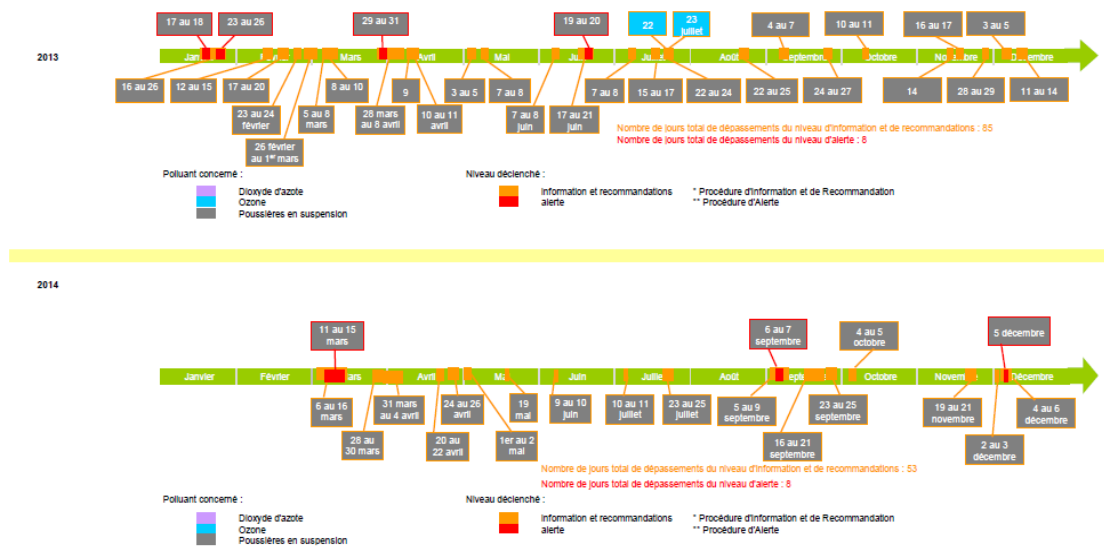 17 au 18
23 au 26
29 au 31
19 au 20
22
23
juillet
4 au 7
10 au 11
16 au 17
3 au 5
2013
Mars
Avril
Mai
Août
Septembre
Octobre
Novembre
Décembre
16 au 26
12 au 15
17 au 20
8 au 10
9
3 au 5
7 au 8
7 au 8
15 au 17
22 au 24
22 au 25
24 au 27
14
28 au 29
11 au 14
23 au 24
février
5 au 8
mars
28 mars
au 8 avril
10 au 11
avril
7 au 8
juin
17 au 21
juin
26 février
au 1er mars
Nombre de jours total de dépassements du niveau d'information et de recommandations : 85
Nombre de jours total de dépassements du niveau d'alerte : 8
Polluant concerné :
Niveau déclenché :
Dioxyde d'azote
Ozone
Poussières en suspension
Information et recommandations
alerte
* Procédure d'Information et de Recommandation
** Procédure d'Alerte
2014
11 au 15
mars
6 au 7
septembre
4 au 5
octobre
5 décembre
Janvier
Février
Mars
Avril
Juin
Juillet
Août
Septembre
Octobre
Novembre
Décembre
6 au 16
mars
31 mars
au 4 avril
24 au 26
avril
19
mai
9 au 10
juin
10 au 11
juillet
23 au 25
juillet
5 au 9
septembre
23 au 25
septembre
19 au 21
novembre
4 au 6
décembre
28 au
30 mars
20 au
22 avril
1er au 2
mai
16 au 21
septembre
2 au 3
décembre
Nombre de jours total de dépassements du niveau d'information et de recommandations : 53
Nombre de jours total de dépassements du niveau d'alerte : 8
Polluant concerné :
Niveau déclenché :
Dioxyde d'azote
Ozone
Poussières en suspension
Information et recommandations
alerte
* Procédure d'Information et de Recommandation
** Procédure d'Alerte